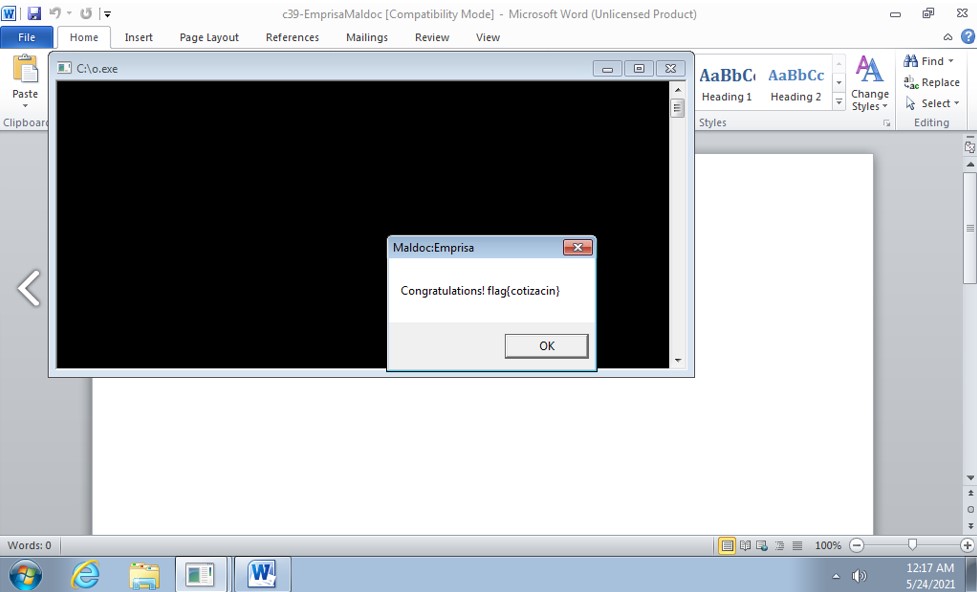 c39-EmprisaMaldoc [Compatibility Mode] - Microsoft Word (Unlicensed Product)
File Home Insert Page Layout References Mailings Review View
C:\o.exe
Paste
Clipboard
AaBbC AaBbCc
Heading 1 Heading 2
Change
Styles
Styles
Find
Replace
Select
Editing
Maldoc:Emprisa
Congratulations! flag{cotizacin}
OK
Words: 0
100%
12:17 AM
5/24/2021